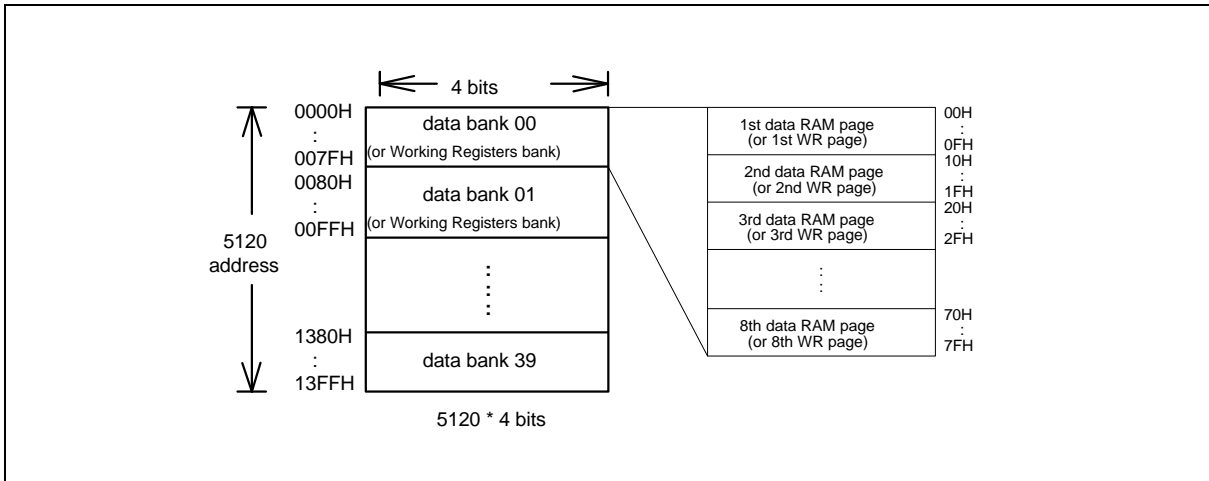 4 bits
5120
address
0000H
:
007FH
data bank 00
(or Working Registers bank)
0080H
:
00FFH
data bank 01
(or Working Registers bank)
:
:
1380H
:
13FFH
data bank 39
5120 * 4 bits
1st data RAM page
(or 1st WR page)
00H
:
0FH
2nd data RAM page
(or 2nd WR page)
10H
:
1FH
3rd data RAM page
(or 3rd WR page)
20H
:
2FH
:
:
8th data RAM page
(or 8th WR page)
70H
:
7FH